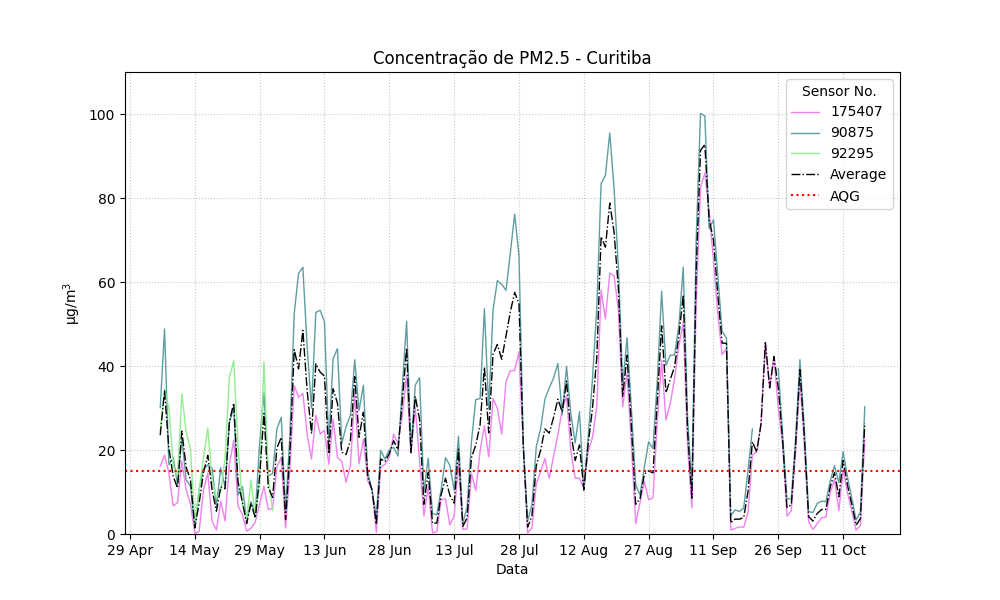 Concentração de PM2.5 - Curitiba
Sensor No.
175407
90875
92295
Average
AQG
100
80
60
40
20
0
µg/m³
29 Apr 14 May 29 May 13 Jun 28 Jun 13 Jul 28 Jul 12 Aug 27 Aug 11 Sep 26 Sep 11 Oct
Data